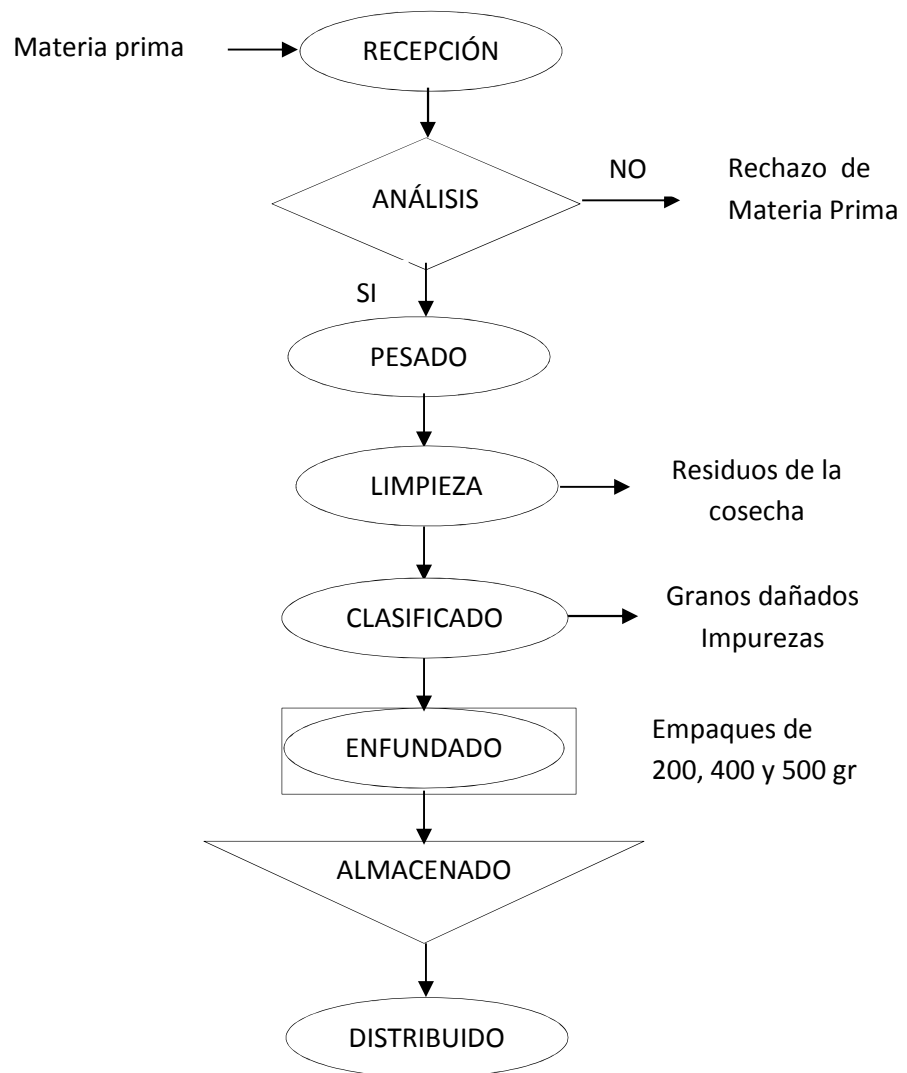 Materia prima
RECEPCIÓN
ANÁLISIS
NO
Rechazo de
Materia Prima
SI
PESADO
LIMPIEZA
Residuos de la
cosecha
CLASIFICADO
Granos dañados
Impurezas
ENFUNDADO
Empaques de
200, 400 y 500 gr
ALMACENADO
DISTRIBUIDO